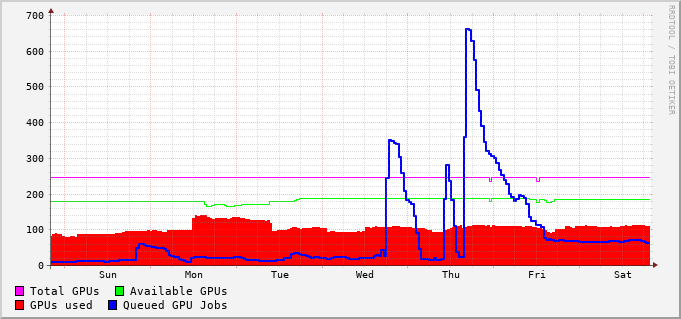 700
600
500
400
300
200
100
0
Sun Mon Tue Wed Thu Fri Sat
Total GPUs Available GPUs
GPUs used Queued GPU Jobs
RRDTOOL / TOBI OETIKER